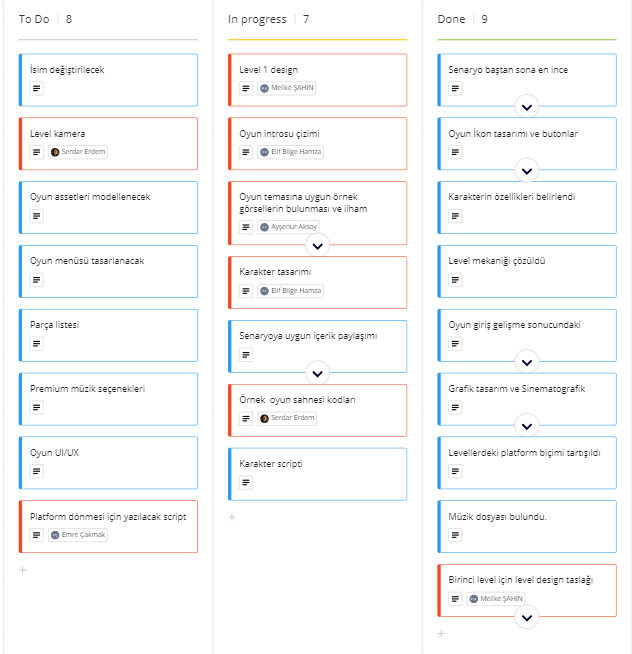 To Do | 8
İsim değiştirilecek
Level kamera
Serdar Erdem
Oyun assetleri modellenecek
Oyun menüsü tasarlanacak
Parça listesi
Premium müzik seçenekleri
Oyun UI/UX
Platform dönmesi için yazılacak script
Emre Çakmak
+
In progress | 7
Level 1 design
Melike ŞAHİN
Oyun introsu çizimi
Elif Bilge Hamza
Oyun temasına uygun örnek
görsellerin bulunması ve ilham
Ayşenur Aksoy
Karakter tasarımı
Elif Bilge Hamza
Senaryoya uygun içerik paylaşımı
Örnek oyun sahnesi kodları
Serdar Erdem
Karakter scripti
+
Done | 9
Senaryo baştan sona en ince
Oyun İkon tasarımı ve butonlar
Karakterin özellikleri belirlendi
Level mekaniği çözüldü
Oyun giriş gelişme sonucundaki
Grafik tasarım ve Sinematografik
Levellerdeki platform biçimi tartışıldı
Müzik dosyası bulundu.
Birinci level için level design taslağı
Melike ŞAHİN
+